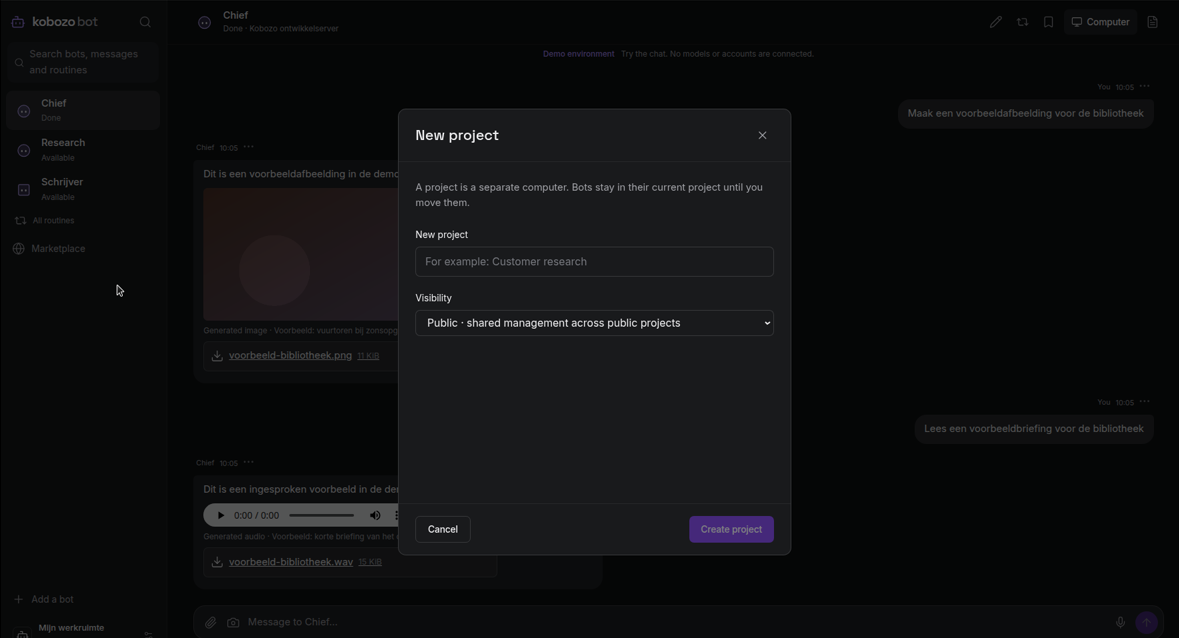 kobozo bot
Search bots, messages
and routines
Chief
Done
Research
Available
Schrijver
Available
All routines
Marketplace
Add a bot
Mijn werkruimte
Chief
Done · Kobozo ontwikkelserver
Computer
Demo environment Try the chat. No models or accounts are connected.
You 10:05
Maak een voorbeeldafbeelding voor de bibliotheek
Chief 10:05
Dit is een voorbeeldafbeelding in de demo
Generated image · Voorbeeld: vuurtoren bij zonsopg
voorbeeld-bibliotheek.png 11 KiB
You 10:05
Lees een voorbeeldbriefing voor de bibliotheek
Chief 10:05
Dit is een ingesproken voorbeeld in de de
0:00 / 0:00
Generated audio · Voorbeeld: korte briefing van het
voorbeeld-bibliotheek.wav 15 KiB
Message to Chief...
New project
A project is a separate computer. Bots stay in their current project until you
move them.
New project
For example: Customer research
Visibility
Public · shared management across public projects
Cancel
Create project